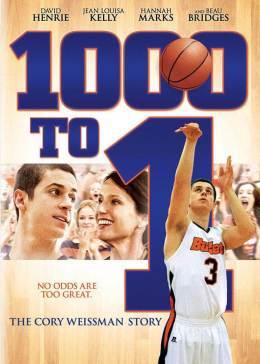 DAVID HENRIE
JEAN LOUISA KELLY
HANNAH MARKS
AND BEAU BRIDGES
1000
TO
1
NO ODDS ARE
TOO GREAT.
THE CORY WEISSMAN STORY
Bullets
3